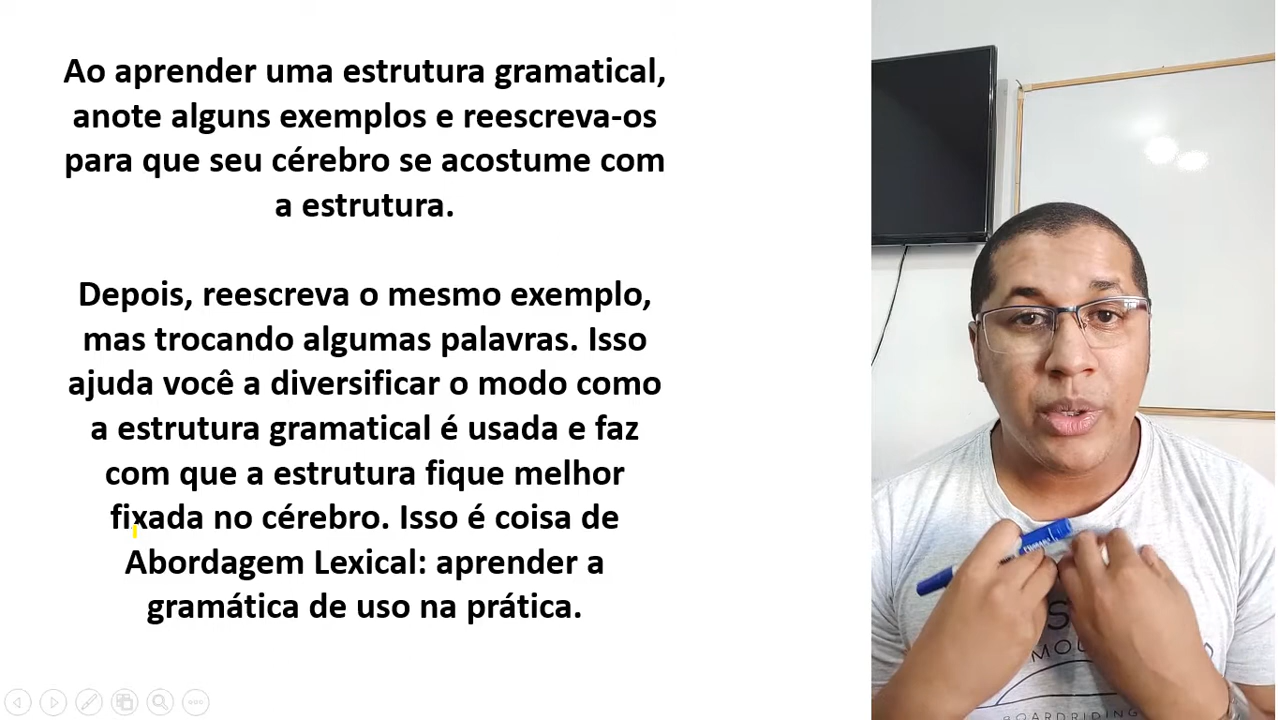 Ao aprender uma estrutura gramatical,
anote alguns exemplos e reescreva-os
para que seu cérebro se acostume com
a estrutura.
Depois, reescreva o mesmo exemplo,
mas trocando algumas palavras. Isso
ajuda você a diversificar o modo como
a estrutura gramatical é usada e faz
com que a estrutura fique melhor
fixada no cérebro. Isso é coisa de
Abordagem Lexical: aprender a
gramática de uso na prática.
BOARDRIDING